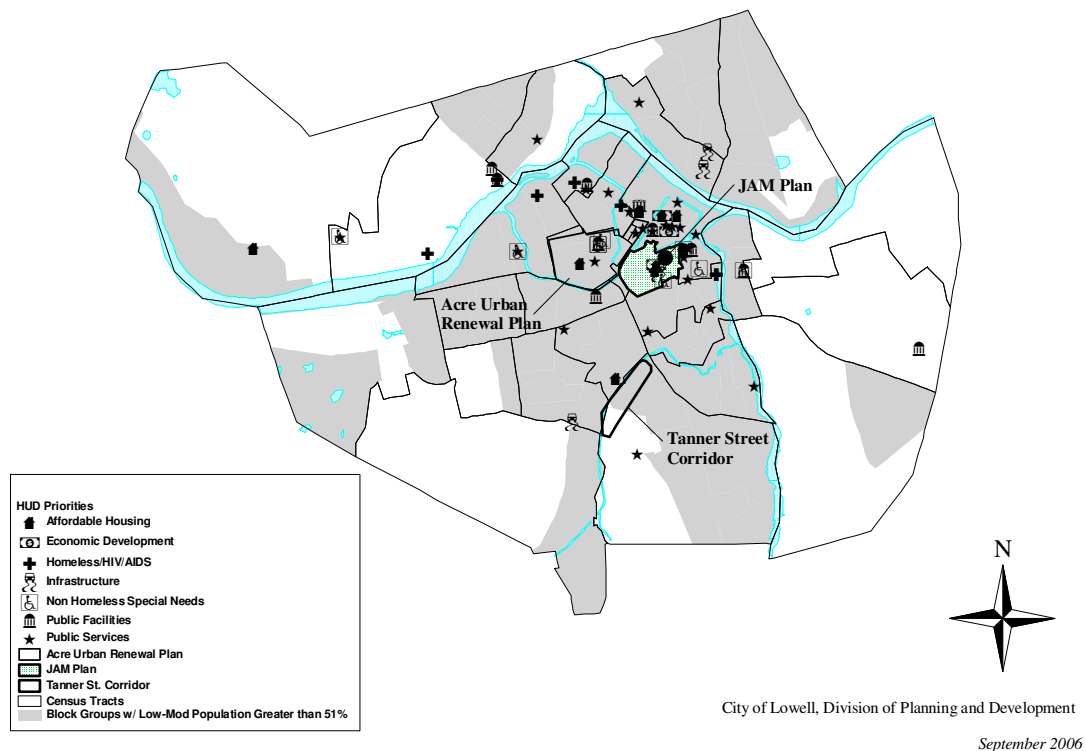 JAM Plan
Acre Urban
Renewal Plan
Tanner Street
Corridor
HUD Priorities
Affordable Housing
Economic Development
Homeless/HIV/AIDS
Infrastructure
Non Homeless Special Needs
Public Facilities
Public Services
Acre Urban Renewal Plan
JAM Plan
Tanner St. Corridor
Census Tracts
Block Groups w/ Low-Mod Population Greater than 51%
N
City of Lowell, Division of Planning and Development
September 2006